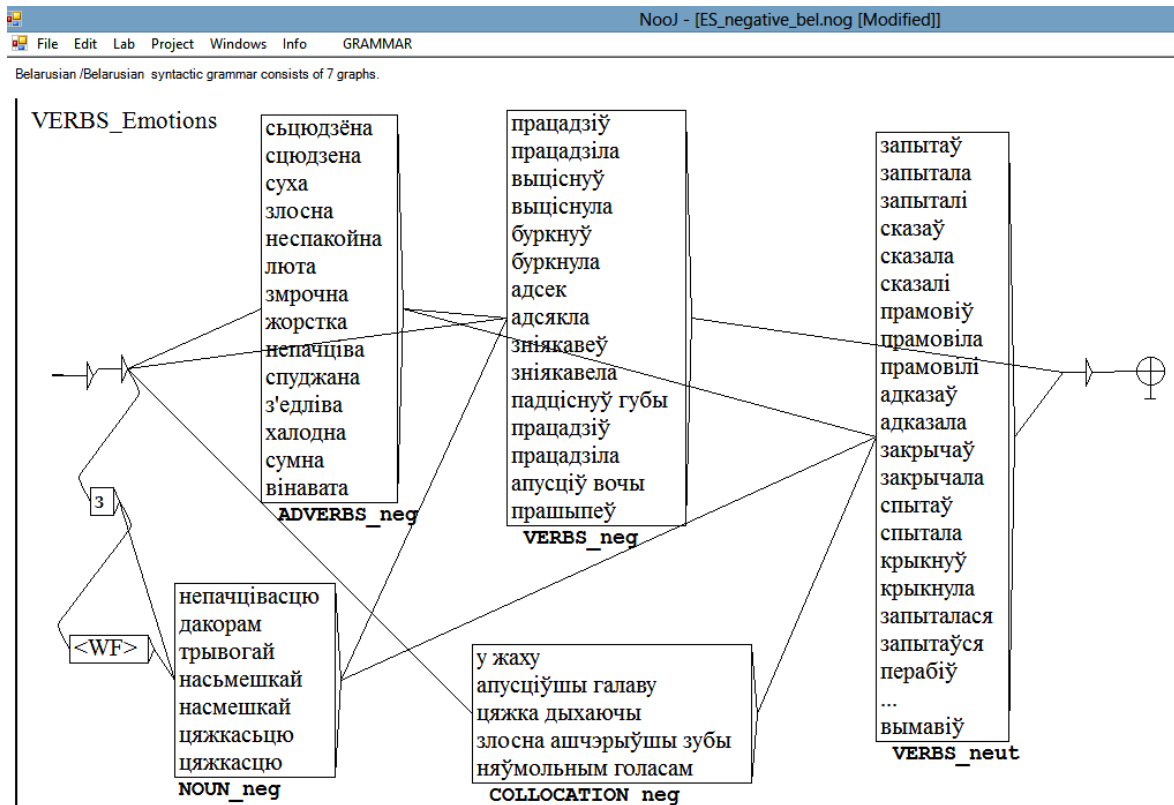 NooJ - [ES_negative_bel.nog [Modified]]
File Edit Lab Project Windows Info GRAMMAR
Belarusian /Belarusian syntactic grammar consists of 7 graphs.
VERBS_Emotions
сьцюдзёна
сцюдзена
суха
злосна
неспакойна
люта
змрочна
жорстка
непачціва
спуджана
з'едліва
халодна
сумна
вінавата
ADVERBS_neg
працадзіў
працадзіла
выціснуў
выціснула
буркнуў
буркнула
адсек
адсякла
зніякавеў
зніякавела
падціснуў губы
працадзіў
працадзіла
апусціў вочы
прашыпеў
VERBS_neg
запытаў
запытала
запыталі
сказаў
сказала
сказалі
прамовіў
прамовіла
прамовілі
адказаў
адказала
закрычаў
закрычала
спытаў
спытала
крыкнуў
крыкнула
запыталася
запытаўся
перабіў
...
вымавіў
VERBS_neut
з
<WF>
непачцівасцю
дакорам
трывогай
насьмешкай
насмешкай
цяжкасьцю
цяжкасцю
NOUN_neg
у жаху
апусціўшы галаву
цяжка дыхаючы
злосна ашчэрыўшы зубы
няўмольным голасам
COLLOCATION_neg